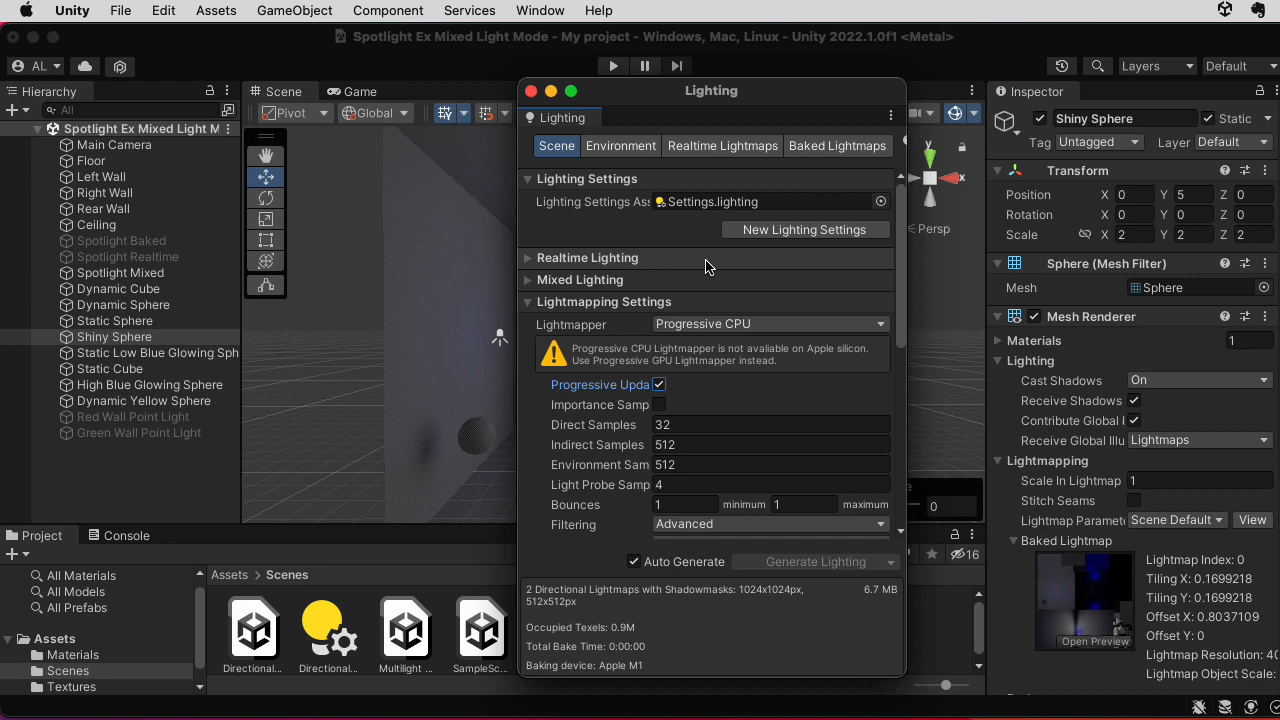 Unity File Edit Assets GameObject Component Services Window Help
Spotlight Ex Mixed Light Mode - My project - Windows, Mac, Linux - Unity 2022.1.0f1 <Metal>
AL Layers Default
Hierarchy
All
Spotlight Ex Mixed Light M
Main Camera
Floor
Left Wall
Right Wall
Rear Wall
Ceiling
Spotlight Baked
Spotlight Realtime
Spotlight Mixed
Dynamic Cube
Dynamic Sphere
Static Sphere
Shiny Sphere
Static Low Blue Glowing Sph
Static Cube
High Blue Glowing Sphere
Dynamic Yellow Sphere
Red Wall Point Light
Green Wall Point Light
Scene Game
Pivot Global
y
x
Persp
0
Lighting
Lighting
Scene Environment Realtime Lightmaps Baked Lightmaps
Lighting Settings
Lighting Settings Ass Settings.lighting
New Lighting Settings
Realtime Lighting
Mixed Lighting
Lightmapping Settings
Lightmapper Progressive CPU
Progressive CPU Lightmapper is not avaliable on Apple silicon.
Use Progressive GPU Lightmapper instead.
Progressive Upda
Importance Samp
Direct Samples 32
Indirect Samples 512
Environment Sam 512
Light Probe Samp 4
Bounces 1 minimum 1 maximum
Filtering Advanced
Auto Generate Generate Lighting
2 Directional Lightmaps with Shadowmasks: 1024x1024px, 6.7 MB
512x512px
Occupied Texels: 0.9M
Total Bake Time: 0:00:00
Baking device: Apple M1
Inspector
Shiny Sphere Static
Tag Untagged Layer Default
Transform
Position X 0 Y 5 Z 0
Rotation X 0 Y 0 Z 0
Scale X 2 Y 2 Z 2
Sphere (Mesh Filter)
Mesh Sphere
Mesh Renderer
Materials 1
Lighting
Cast Shadows On
Receive Shadows
Contribute Global I
Receive Global Illu Lightmaps
Lightmapping
Scale In Lightmap 1
Stitch Seams
Lightmap Paramete Scene Default View
Baked Lightmap
Lightmap Index: 0
Tiling X: 0.1699218
Tiling Y: 0.1699218
Offset X: 0.8037109
Offset Y: 0
Lightmap Resolution: 40
Lightmap Object Scale:
Open Preview
Project Console
16
All Materials
All Models
All Prefabs
Assets
Materials
Scenes
Textures
Assets > Scenes
Directional... Directional... Multilight ... SampleSc...